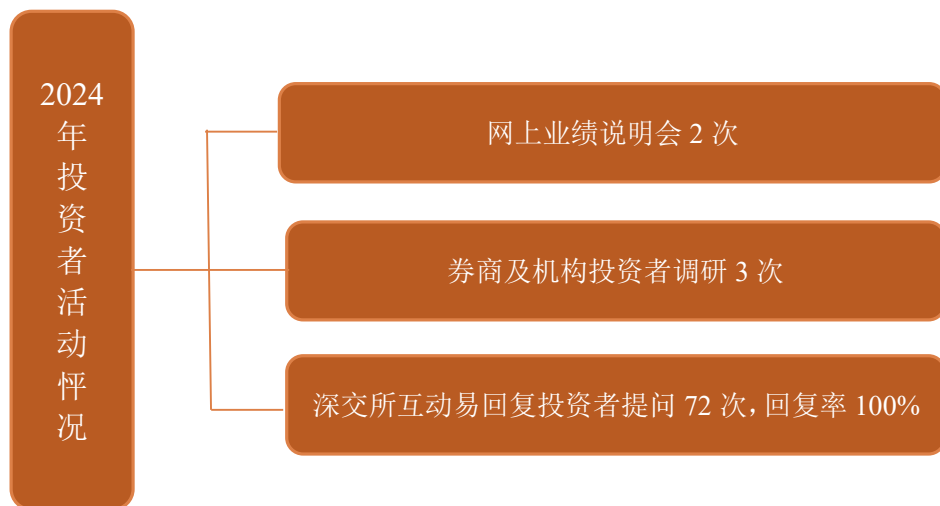 2024
年
投
资
者
活
动
怦
况
网上业绩说明会 2 次
券商及机构投资者调研 3 次
深交所互动易回复投资者提问 72 次，回复率 100%